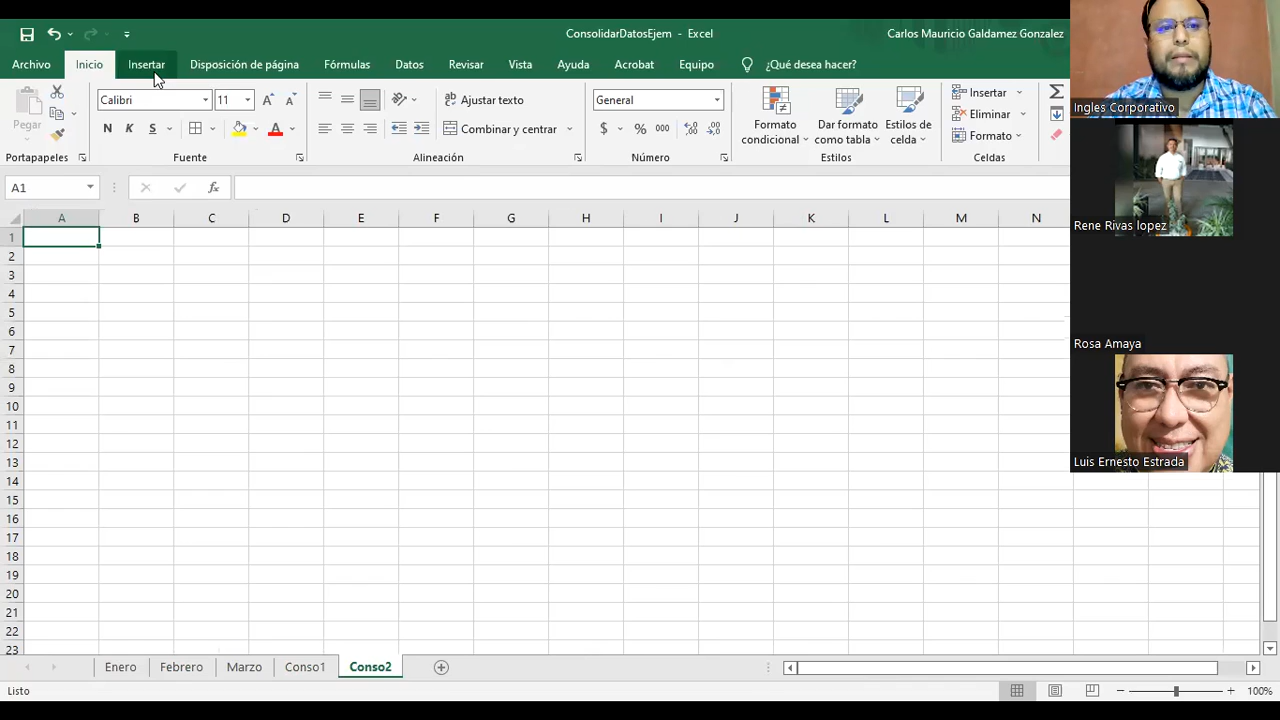 ConsolidarDatosEjem - Excel
Carlos Mauricio Galdamez Gonzalez
Archivo Inicio Insertar Disposición de página Fórmulas Datos Revisar Vista Ayuda Acrobat Equipo ¿Qué desea hacer?
Pegar
Calibri 11
N K S
Ajustar texto
Combinar y centrar
General
$ % 000
Formato condicional
Dar formato como tabla
Estilos de celda
Insertar
Eliminar
Formato
Portapapeles Fuente Alineación Número Estilos Celdas
A1 fx
A B C D E F G H I J K L M N
1
2
3
4
5
6
7
8
9
10
11
12
13
14
15
16
17
18
19
20
21
22
23
Enero Febrero Marzo Conso1 Conso2
Listo 100%
Ingles Corporativo
Rene Rivas lopez
Rosa Amaya
Luis Ernesto Estrada